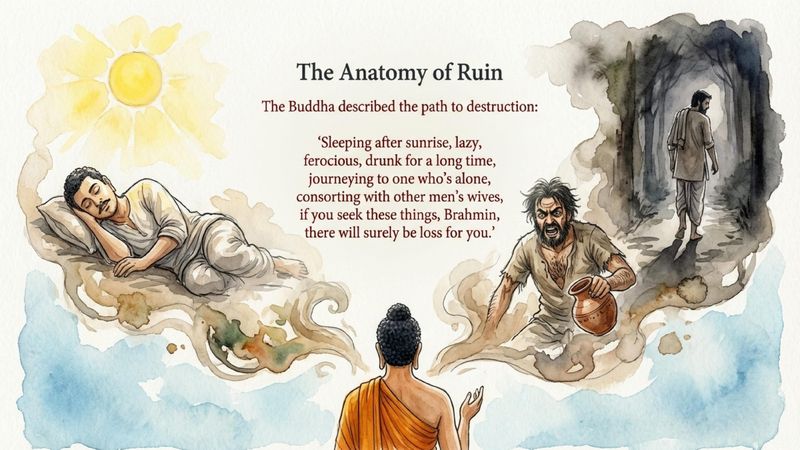 The Anatomy of Ruin
The Buddha described the path to destruction:
‘Sleeping after sunrise, lazy,
ferocious, drunk for a long time,
journeying to one who’s alone,
consorting with other men’s wives,
if you seek these things, Brahmin,
there will surely be loss for you.’